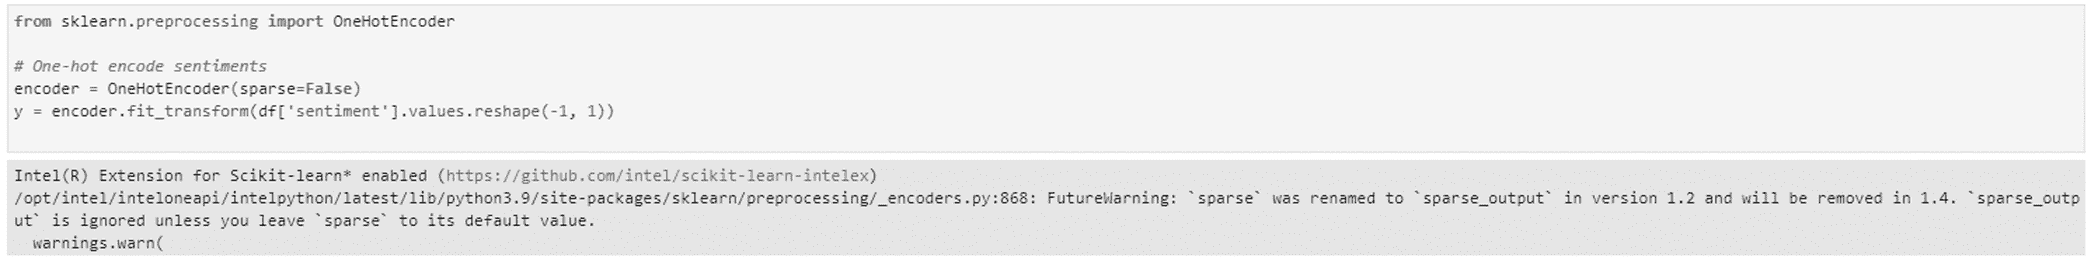 from sklearn.preprocessing import OneHotEncoder
# One-hot encode sentiments
encoder = OneHotEncoder(sparse=False)
y = encoder.fit_transform(df['sentiment'].values.reshape(-1, 1))
Intel(R) Extension for Scikit-learn* enabled (https://github.com/intel/scikit-learn-intelex)
/opt/intel/inteloneapi/intelpython/latest/lib/python3.9/site-packages/sklearn/preprocessing/_encoders.py:868: FutureWarning: `sparse` was renamed to `sparse_output` in version 1.2 and will be removed in 1.4. `sparse_outp
ut` is ignored unless you leave `sparse` to its default value.
  warnings.warn(